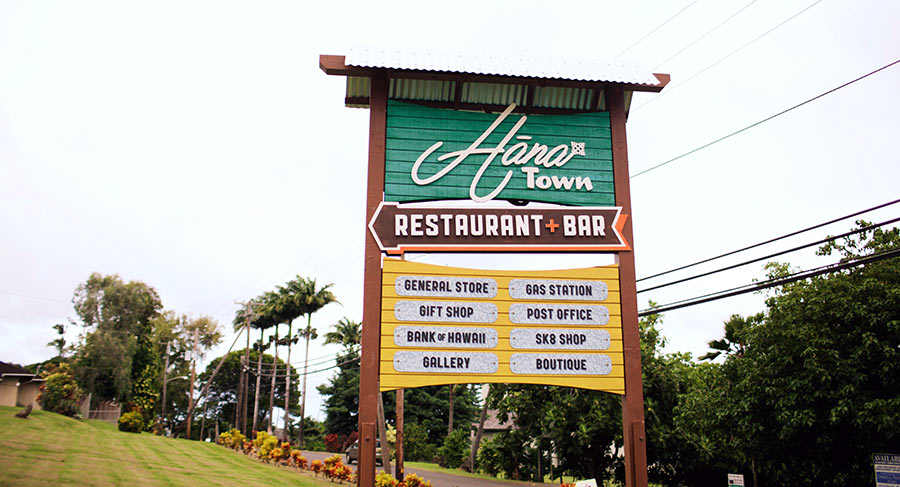 Hāna
Town
RESTAURANT + BAR
GENERAL STORE
GAS STATION
GIFT SHOP
POST OFFICE
BANK OF HAWAII
SK8 SHOP
GALLERY
BOUTIQUE
AVAILABLE